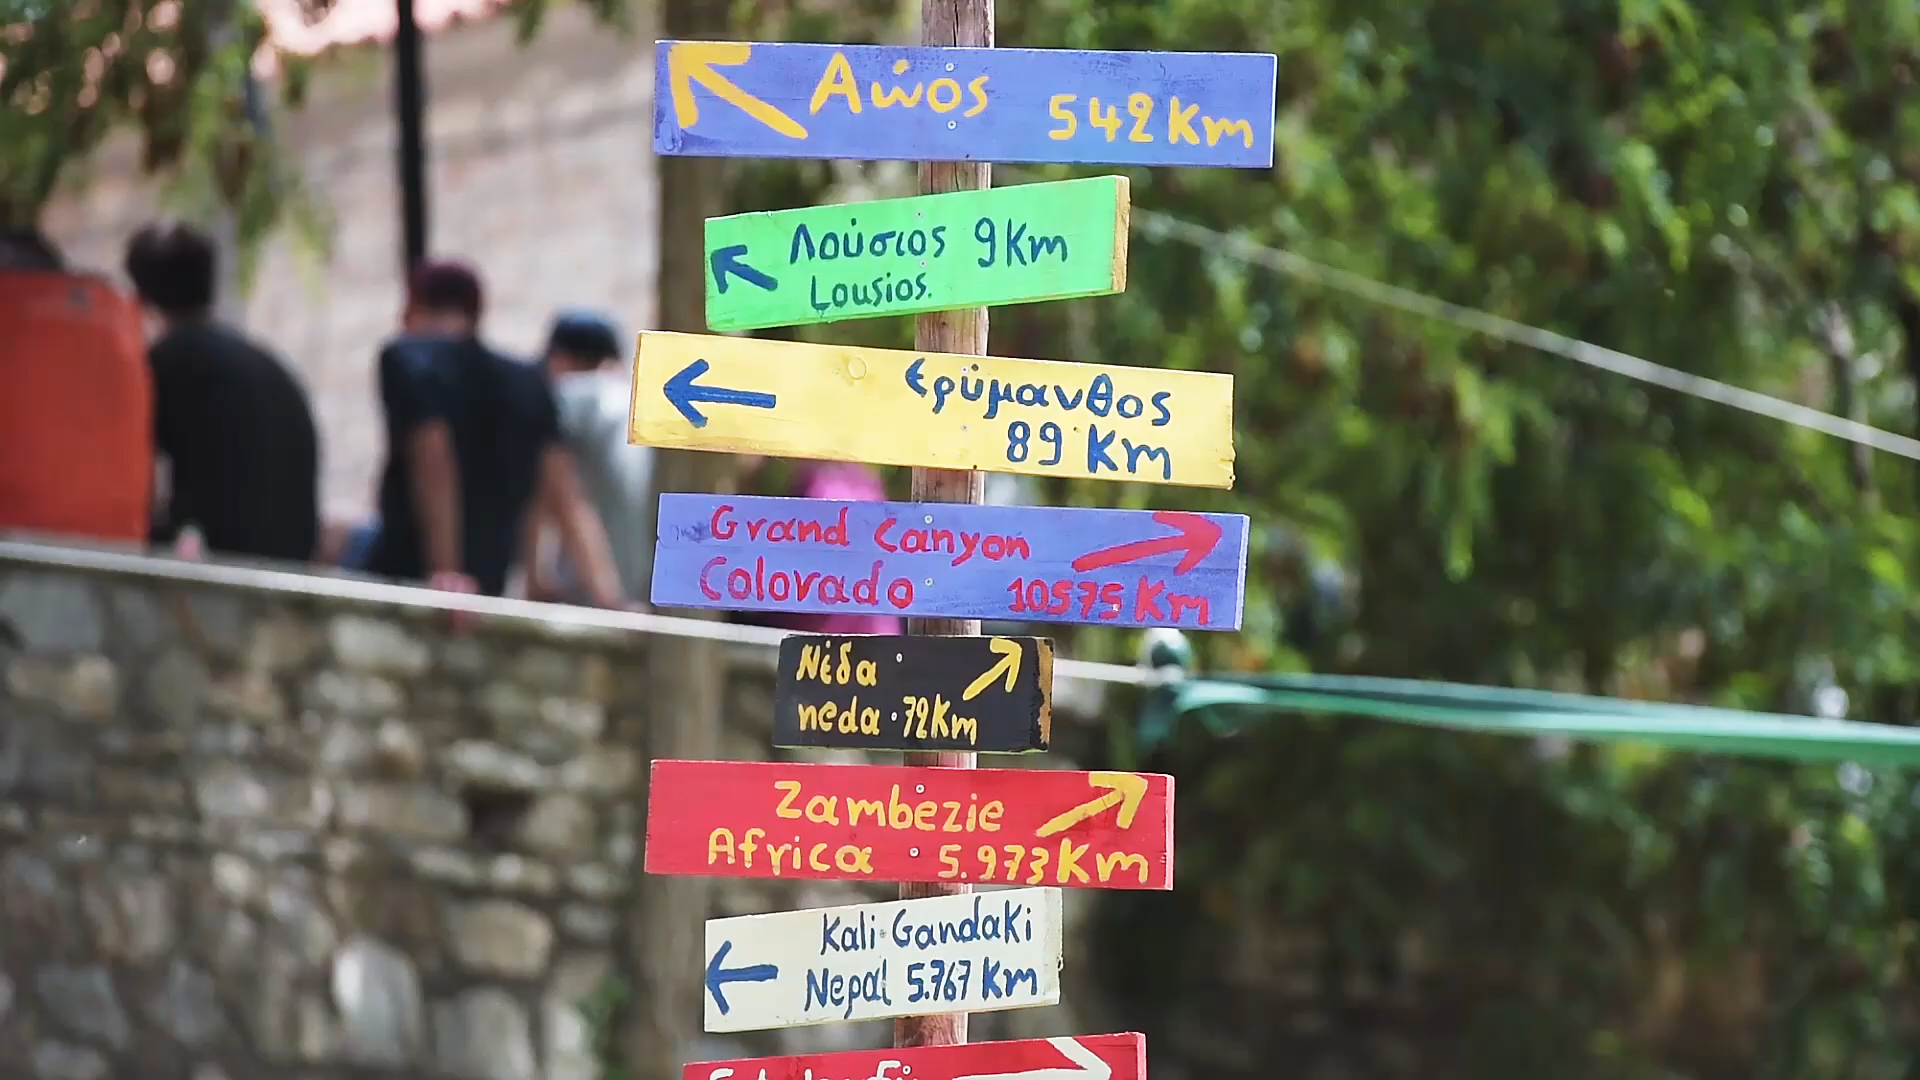 Αώος
542 Km
Λούσιος 9 Km
Lousios.
Ερύμανθος
89 Km
Grand Canyon
Colorado 10575 Km
Νέδα
neda 72 Km
Zambezie
Africa 5.973 Km
Kali Gandaki
Nepal 5.767 Km